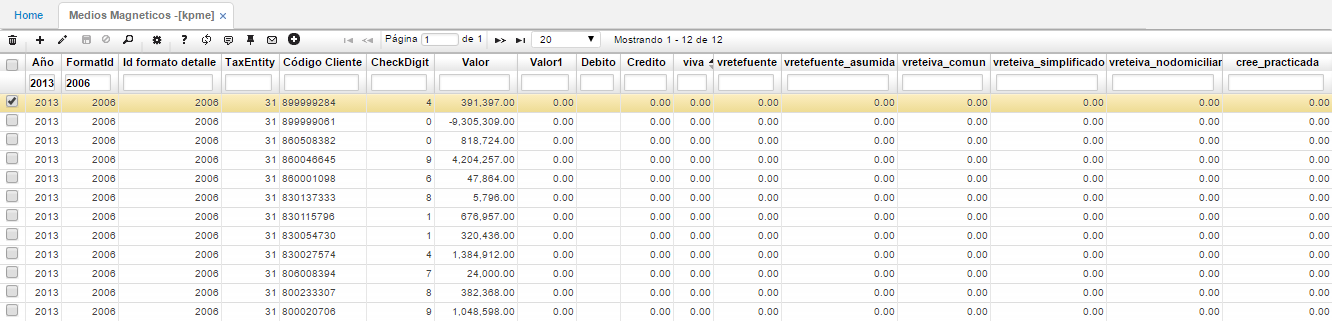 Home Medios Magneticos -[kpme] ×
Página 1 de 1 20 Mostrando 1 - 12 de 12
Año FormatId Id formato detalle TaxEntity Código Cliente CheckDigit Valor Valor1 Debito Credito viva vretefuente vretefuente_asumida vreteiva_comun vreteiva_simplificado vreteiva_nodomiciliar cree_practicada
2013 2006
2013 2006 2006 31 899999284 4 391,397.00 0.00 0.00 0.00 0.00 0.00 0.00 0.00 0.00 0.00
2013 2006 2006 31 899999061 0 -9,305,309.00 0.00 0.00 0.00 0.00 0.00 0.00 0.00 0.00 0.00
2013 2006 2006 31 860508382 0 818,724.00 0.00 0.00 0.00 0.00 0.00 0.00 0.00 0.00 0.00
2013 2006 2006 31 860046645 9 4,204,257.00 0.00 0.00 0.00 0.00 0.00 0.00 0.00 0.00 0.00
2013 2006 2006 31 860001098 6 47,864.00 0.00 0.00 0.00 0.00 0.00 0.00 0.00 0.00 0.00
2013 2006 2006 31 830137333 8 5,796.00 0.00 0.00 0.00 0.00 0.00 0.00 0.00 0.00 0.00
2013 2006 2006 31 830115796 1 676,957.00 0.00 0.00 0.00 0.00 0.00 0.00 0.00 0.00 0.00
2013 2006 2006 31 830054730 1 320,436.00 0.00 0.00 0.00 0.00 0.00 0.00 0.00 0.00 0.00
2013 2006 2006 31 830027574 4 1,384,912.00 0.00 0.00 0.00 0.00 0.00 0.00 0.00 0.00 0.00
2013 2006 2006 31 806008394 7 24,000.00 0.00 0.00 0.00 0.00 0.00 0.00 0.00 0.00 0.00
2013 2006 2006 31 800233307 8 382,368.00 0.00 0.00 0.00 0.00 0.00 0.00 0.00 0.00 0.00
2013 2006 2006 31 800020706 9 1,048,598.00 0.00 0.00 0.00 0.00 0.00 0.00 0.00 0.00 0.00